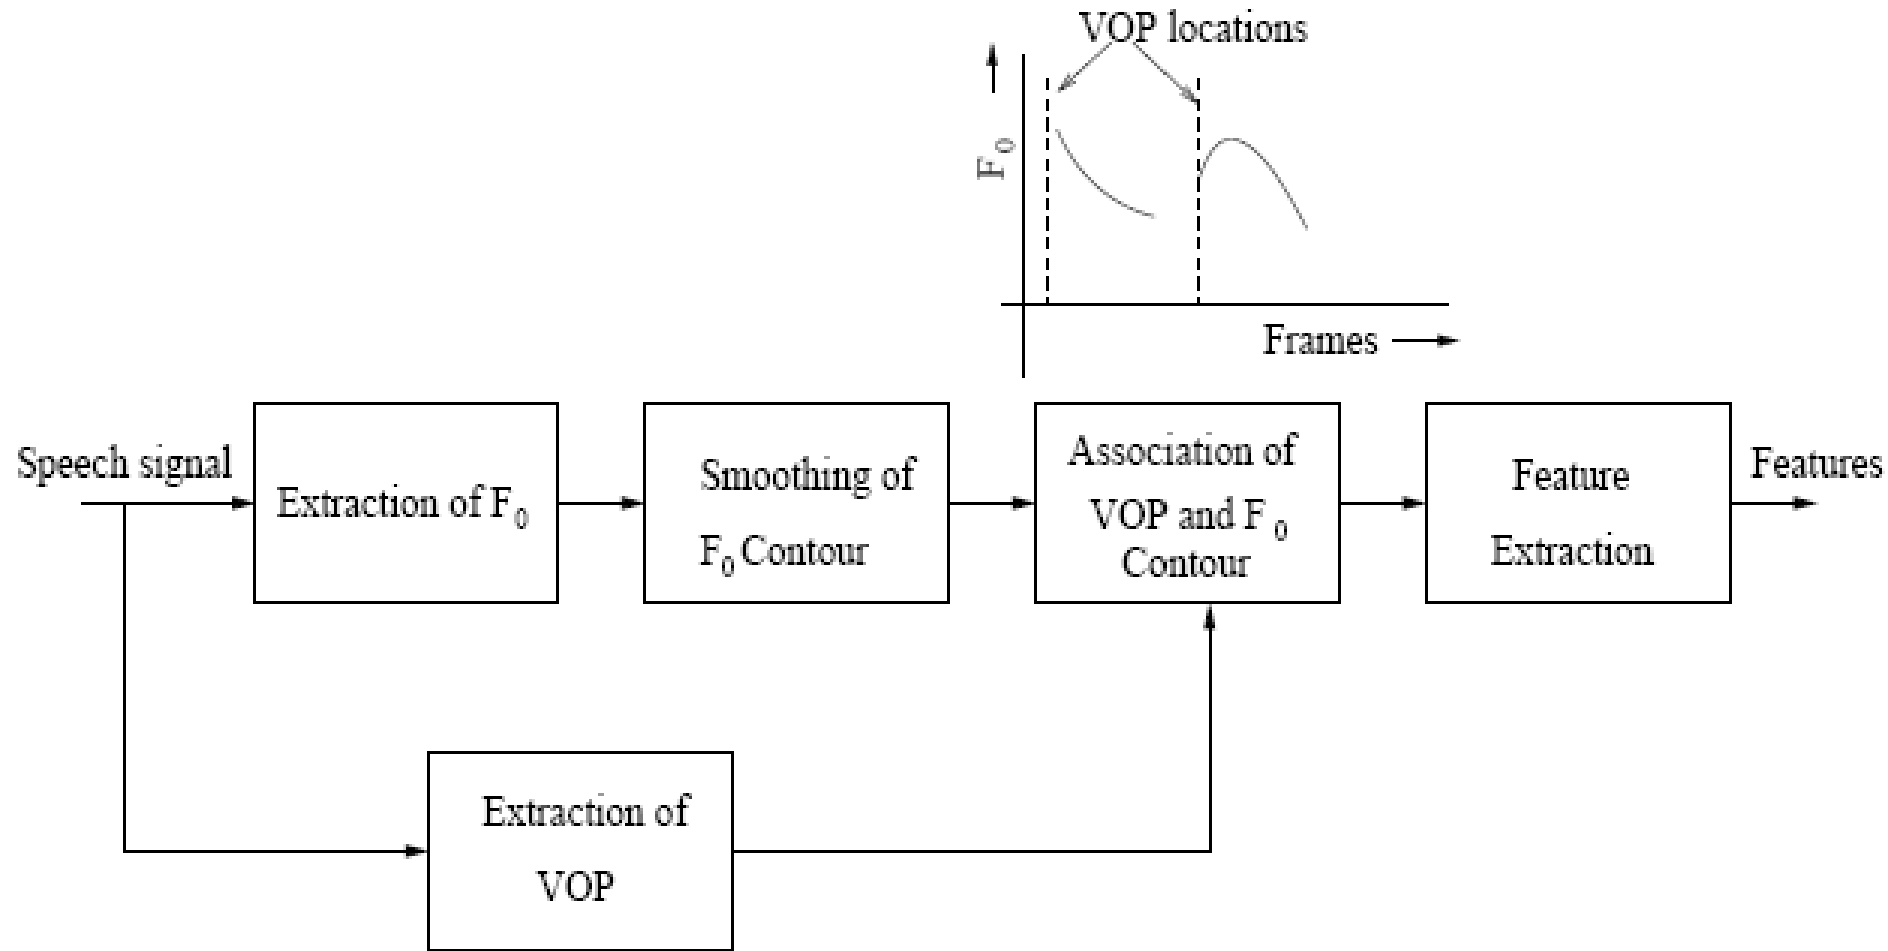 VOP locations
F0
Frames
Speech signal
Extraction of F0
Smoothing of
F0 Contour
Association of
VOP and F0
Contour
Feature
Extraction
Features
Extraction of
VOP